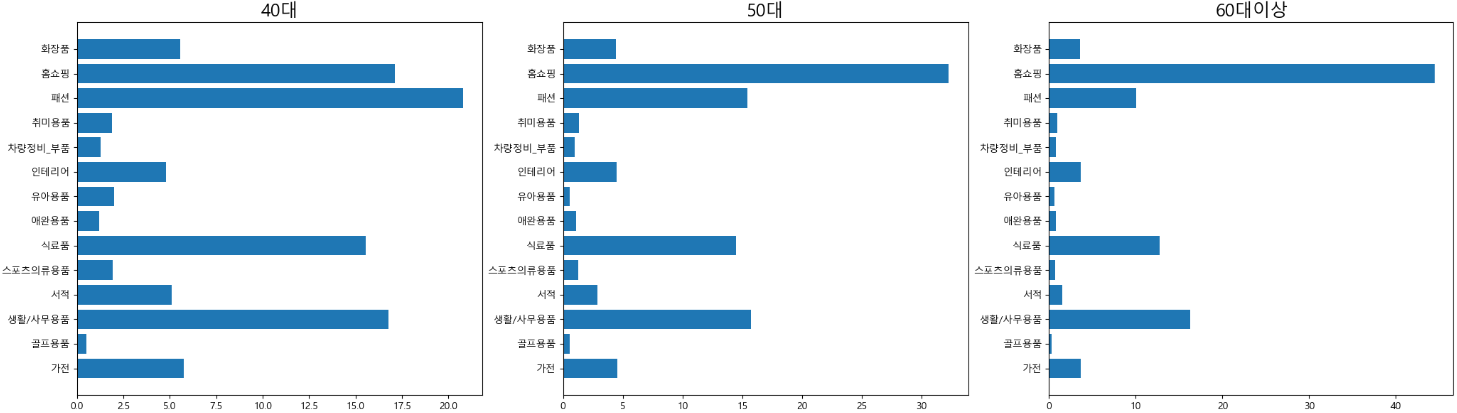 40대
화장품
홈쇼핑
패션
취미용품
차량정비_부품
인테리어
유아용품
애완용품
식료품
스포츠의류용품
서적
생활/사무용품
골프용품
가전
0.0 2.5 5.0 7.5 10.0 12.5 15.0 17.5 20.0
50대
화장품
홈쇼핑
패션
취미용품
차량정비_부품
인테리어
유아용품
애완용품
식료품
스포츠의류용품
서적
생활/사무용품
골프용품
가전
0 5 10 15 20 25 30
60대이상
화장품
홈쇼핑
패션
취미용품
차량정비_부품
인테리어
유아용품
애완용품
식료품
스포츠의류용품
서적
생활/사무용품
골프용품
가전
0 10 20 30 40